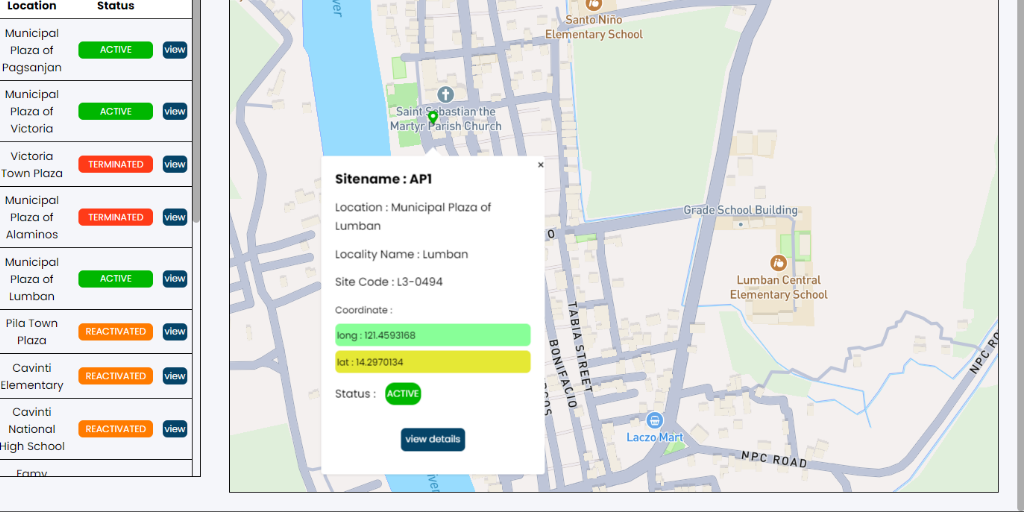 Location Status
Municipal
Plaza of
Pagsanjan
ACTIVE
view
Municipal
Plaza of
Victoria
ACTIVE
view
Victoria
Town Plaza
TERMINATED
view
Municipal
Plaza of
Alaminos
TERMINATED
view
Municipal
Plaza of
Lumban
ACTIVE
view
Pila Town
Plaza
REACTIVATED
view
Cavinti
Elementary
REACTIVATED
view
Cavinti
National
High School
REACTIVATED
view
Famy
Santo Niño
Elementary School
Saint Sebastian the
Martyr Parish Church
×
Sitename : AP1
Location : Municipal Plaza of
Lumban
Locality Name : Lumban
Site Code : L3-0494
Coordinate :
long : 121.4593168
lat : 14.2970134
Status : ACTIVE
view details
Grade School Building
Lumban Central
Elementary School
TABIA STREET
BONIFACIO
Laczo Mart
NPC ROAD
NPC RO